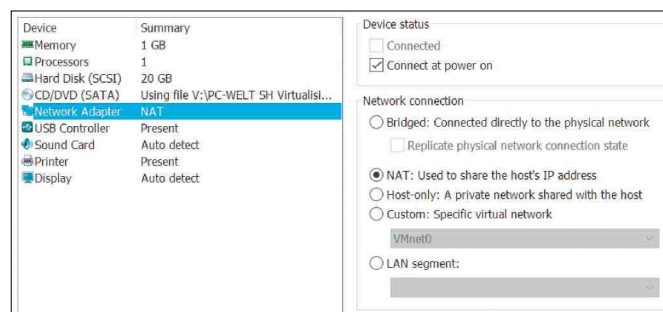 Device Summary
Memory 1 GB
Processors 1
Hard Disk (SCSI) 20 GB
CD/DVD (SATA) Using file V:\PC-WELT SH Virtualisi...
Network Adapter NAT
USB Controller Present
Sound Card Auto detect
Printer Present
Display Auto detect
Device status
Connected
Connect at power on
Network connection
Bridged: Connected directly to the physical network
Replicate physical network connection state
NAT: Used to share the host's IP address
Host-only: A private network shared with the host
Custom: Specific virtual network
VMnet0
LAN segment: